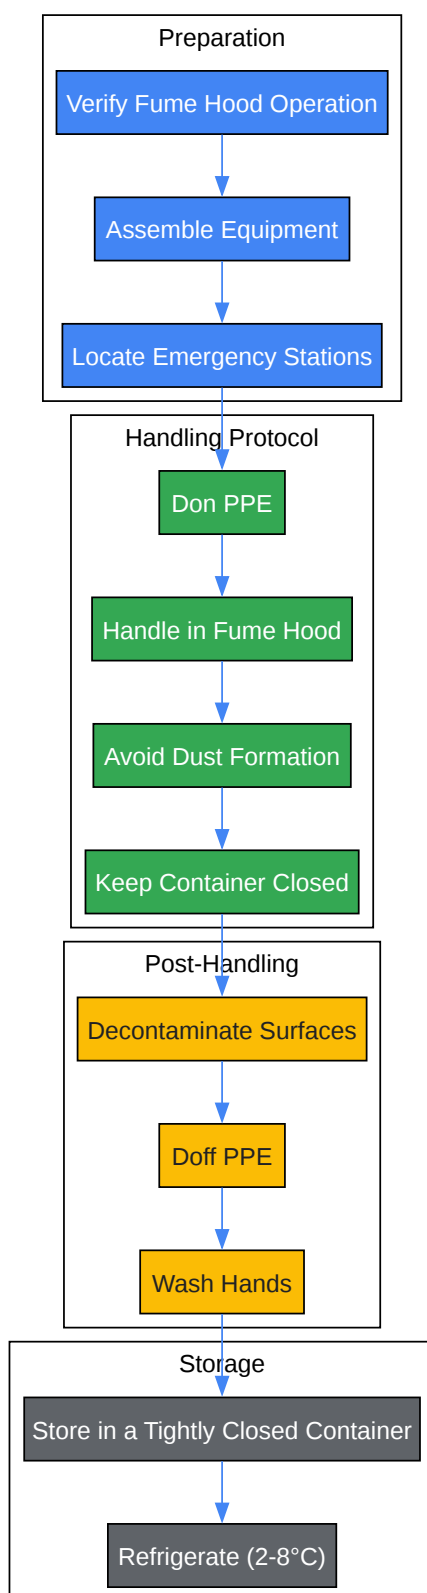 Preparation
Verify Fume Hood Operation
Assemble Equipment
Locate Emergency Stations
Handling Protocol
Don PPE
Handle in Fume Hood
Avoid Dust Formation
Keep Container Closed
Post-Handling
Decontaminate Surfaces
Doff PPE
Wash Hands
Storage
Store in a Tightly Closed Container
Refrigerate (2-8°C)